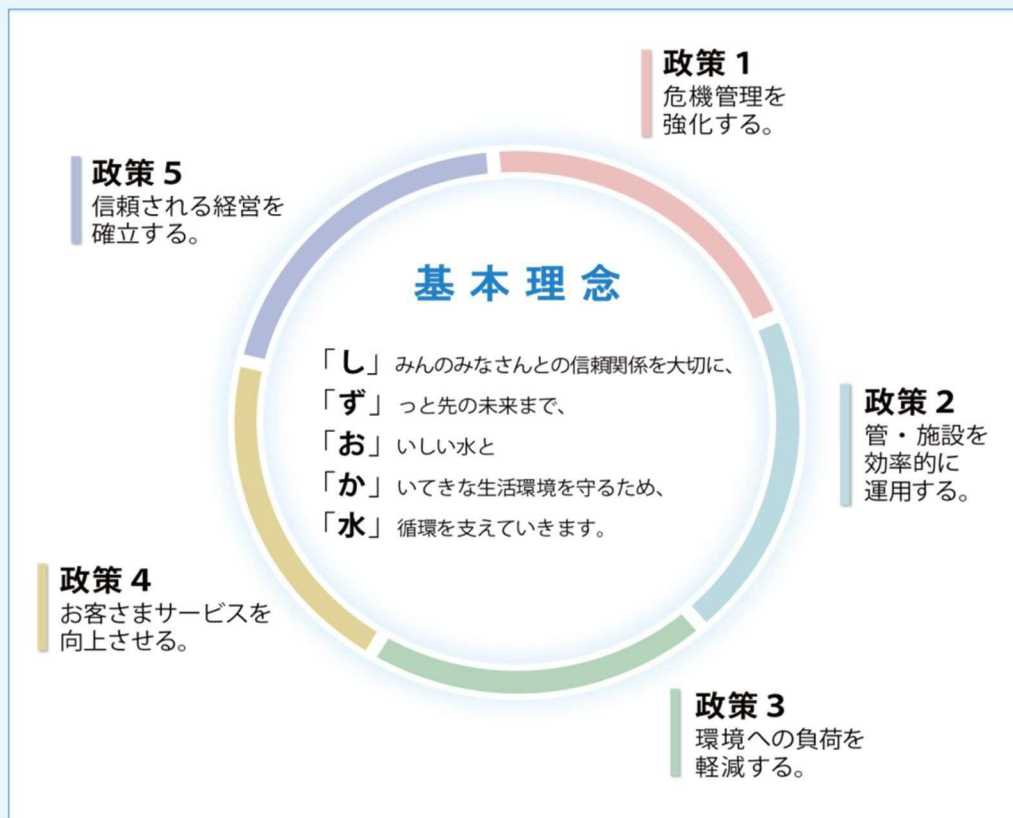 政策 1
危機管理を
強化する。
政策 2
管・施設を
効率的に
運用する。
政策 3
環境への負荷を
軽減する。
政策 4
お客さまサービスを
向上させる。
政策 5
信頼される経営を
確立する。
基本理念
「し」みんのみなさんとの信頼関係を大切に、
「ず」っと先の未来まで、
「お」いしい水と
「か」いてきな生活環境を守るため、
「水」循環を支えていきます。